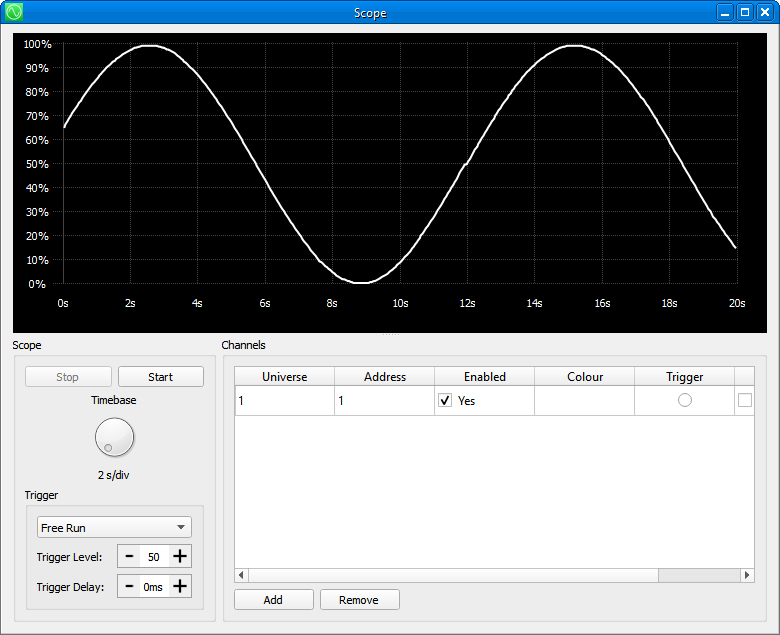 Scope
100%
90%
80%
70%
60%
50%
40%
30%
20%
10%
0%
0s 2s 4s 6s 8s 10s 12s 14s 16s 18s 20s
Scope
Stop Start
Timebase
2 s/div
Trigger
Free Run
Trigger Level: - 50 +
Trigger Delay: - 0ms +
Channels
Universe Address Enabled Colour Trigger
1 1 Yes
Add Remove